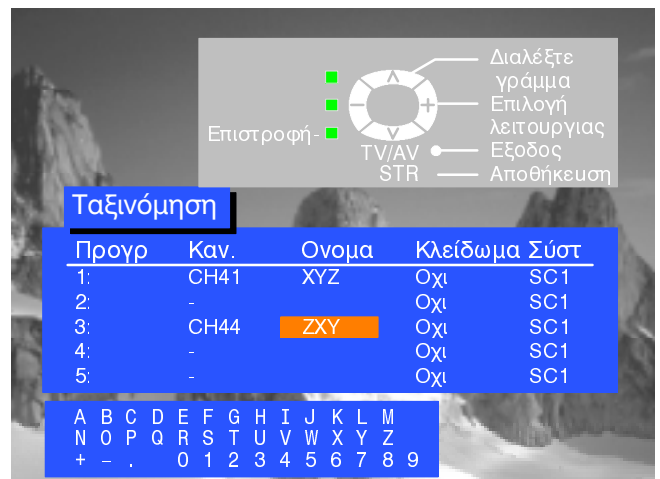 Διαλέξτε
γράμμα
Επιλογή
λειτουργιας
Επιστροφή
TV/AV Εξοδος
STR Αποθήκευση
Ταξινόμηση
Προγρ Καν. Ονομα Κλείδωμα Σύστ
1: CH41 XYZ Οχι SC1
2: - Οχι SC1
3: CH44 ZXY Οχι SC1
4: - Οχι SC1
5: - Οχι SC1
A B C D E F G H I J K L M
N O P Q R S T U V W X Y Z
+ - . 0 1 2 3 4 5 6 7 8 9